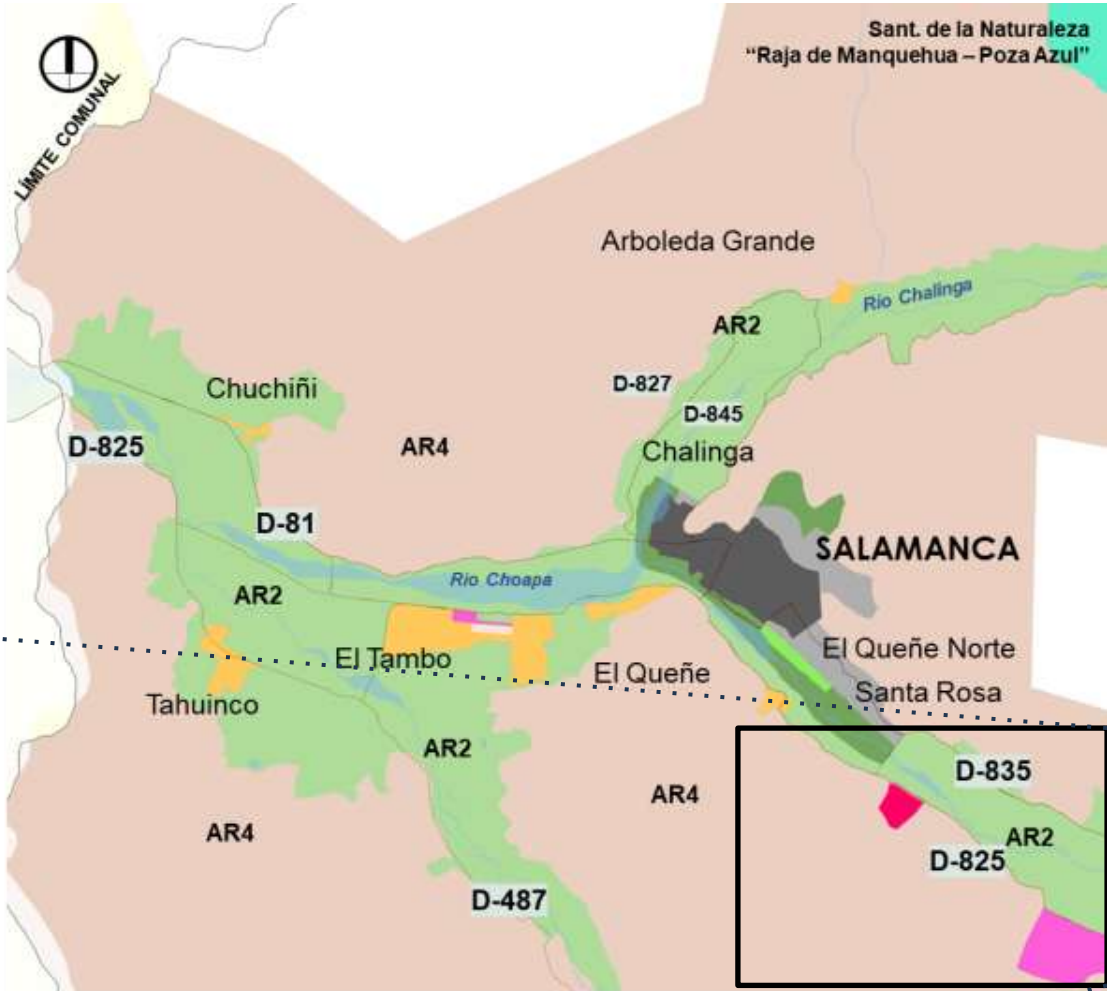 Sant. de la Naturaleza
“Raja de Manquehua – Poza Azul”
LÍMITE COMUNAL
Arboleda Grande
Rio Chalinga
AR2
D-827
Chuchiñi
D-845
D-825
AR4
Chalinga
D-81
SALAMANCA
Rio Choapa
AR2
El Queñe Norte
El Tambo
El Queñe
Santa Rosa
Tahuinco
AR2
D-835
AR4
AR4
AR2
D-825
D-487